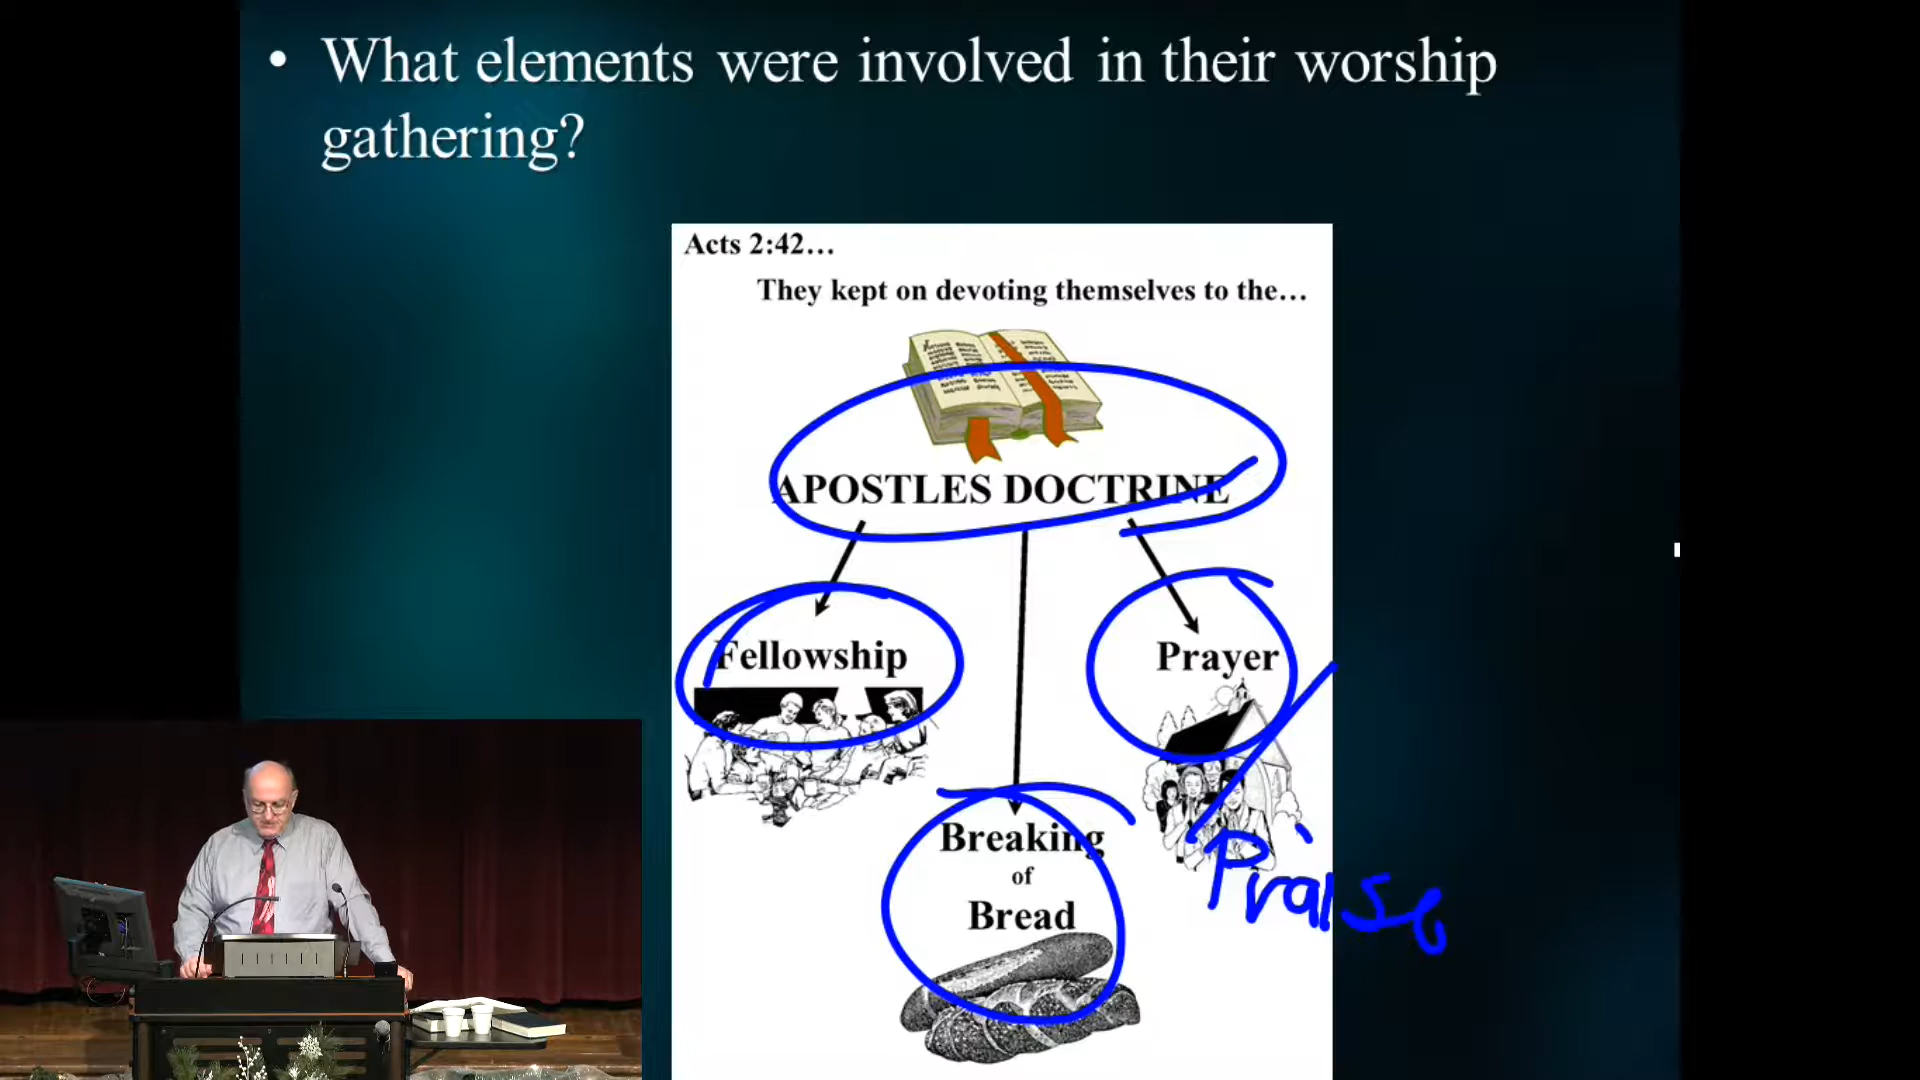 • What elements were involved in their worship
gathering?
Acts 2:42...
They kept on devoting themselves to the...
APOSTLES DOCTRINE
Fellowship
Prayer
Breaking
of
Bread
Praise